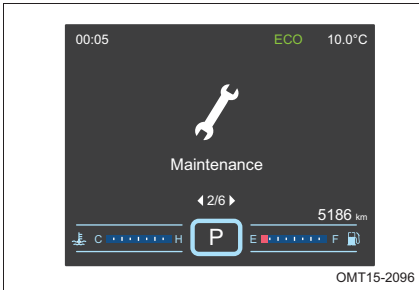 00:05 ECO 10.0°C
Maintenance
2/6
5186 km
C H P E F
OMT15-2096